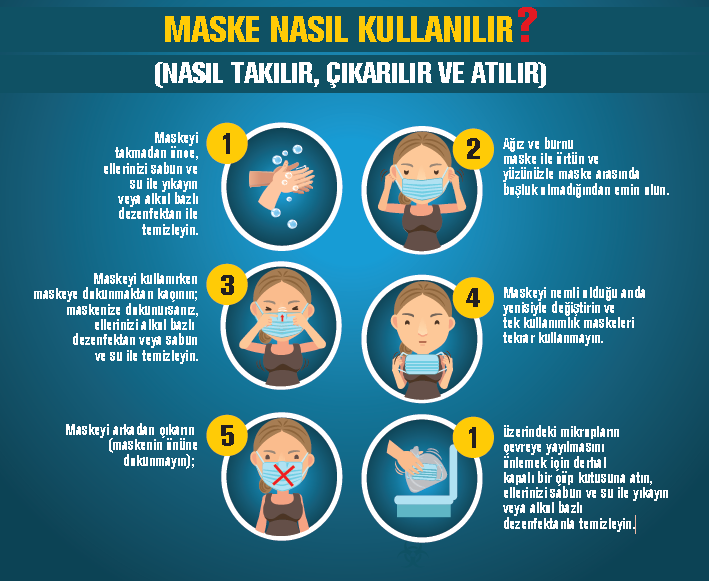 MASKE NASIL KULLANILIR?
(NASIL TAKILIR, ÇIKARILIR VE ATILIR)
1
Maskeyi
takmadan önce,
ellerinizi sabun ve
su ile yıkayın
veya alkol bazlı
dezenfektan ile
temizleyin.
2
Ağız ve burnu
maske ile örtün ve
yüzünüzle maske arasında
boşluk olmadığından emin olun.
3
Maskeyi kullanırken
maskeye dokunmaktan kaçının;
maskenize dokunursanız,
ellerinizi alkol bazlı
dezenfektan veya sabun
ve su ile temizleyin.
4
Maskeyi nemli olduğu anda
yenisiyle değiştirin ve
tek kullanımlık maskeleri
tekrar kullanmayın.
5
Maskeyi arkadan çıkarın
(maskenin önüne
dokunmayın);
1
üzerindeki mikropların
çevreye yayılmasını
önlemek için derhal
kapalı bir çöp kutusuna atın,
ellerinizi sabun ve su ile yıkayın
veya alkol bazlı
dezenfektanla temizleyin.